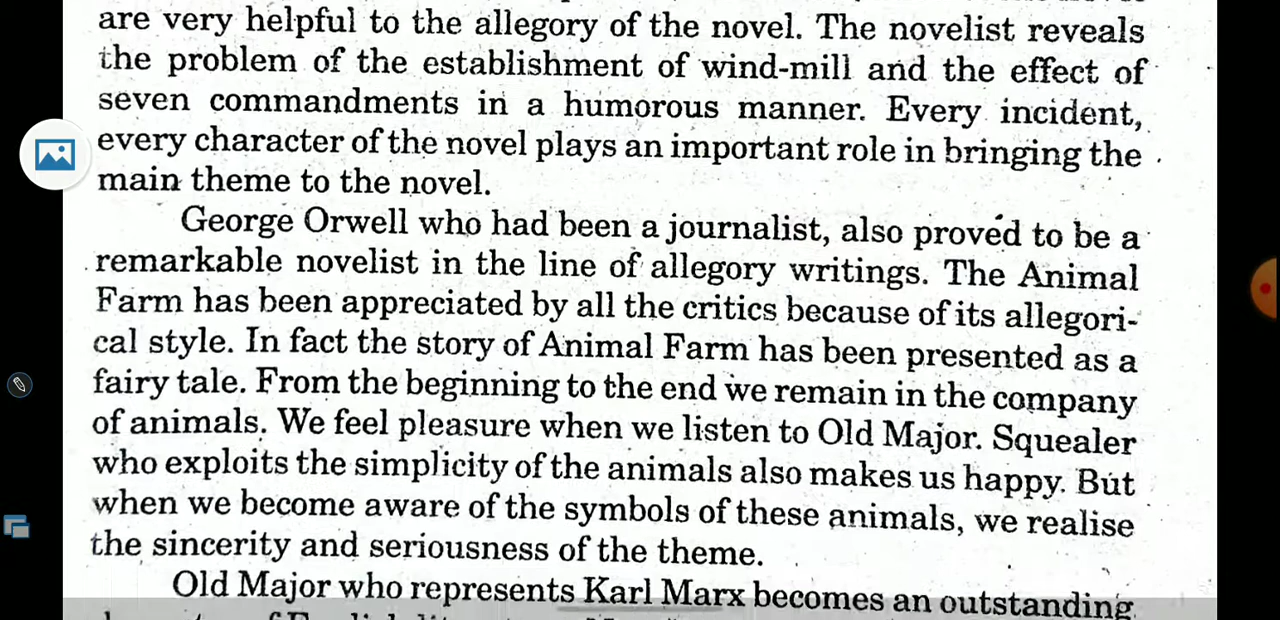 are very helpful to the allegory of the novel. The novelist reveals
the problem of the establishment of wind-mill and the effect of
seven commandments in a humorous manner. Every incident,
every character of the novel plays an important role in bringing the
main theme to the novel.
George Orwell who had been a journalist, also proved to be a
remarkable novelist in the line of allegory writings. The Animal
Farm has been appreciated by all the critics because of its allegori-
cal style. In fact the story of Animal Farm has been presented as a
fairy tale. From the beginning to the end we remain in the company
of animals. We feel pleasure when we listen to Old Major. Squealer
who exploits the simplicity of the animals also makes us happy. But
when we become aware of the symbols of these animals, we realise
the sincerity and seriousness of the theme.
Old Major who represents Karl Marx becomes an outstanding